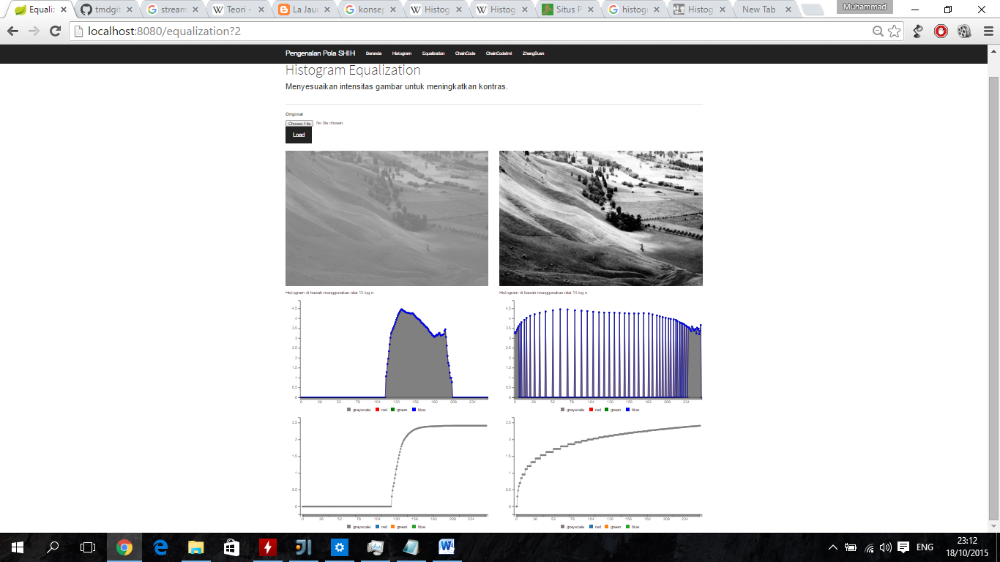 Muhammad
Equaliz tmdgit stream Teori - La Jau konsep Histog Histog Situs P histogr Histog New Tab
localhost:8080/equalization?2
Pengenalan Pola SHIH Beranda Histogram Equalization ChainCode ChainCodeIml ZhangSuen
Histogram Equalization
Menyesuaikan intensitas gambar untuk meningkatkan kontras.
Original
Choose File No file chosen
Load
Histogram di bawah menggunakan nilai 10 log n
Histogram di bawah menggunakan nilai 10 log n
4.5
4
3.5
3
2.5
2
1.5
1
0.5
0
0 26 52 78 104 130 156 182 208 234
grayscale red green blue
4.5
4
3.5
3
2.5
2
1.5
1
0.5
0
0 26 52 78 104 130 156 182 208 234
grayscale red green blue
2.5
2
1.5
1
0.5
0
0 26 52 78 104 130 156 182 208 234
grayscale red green blue
2.5
2
1.5
1
0.5
0
0 26 52 78 104 130 156 182 208 234
grayscale red green blue
ENG
23:12
18/10/2015